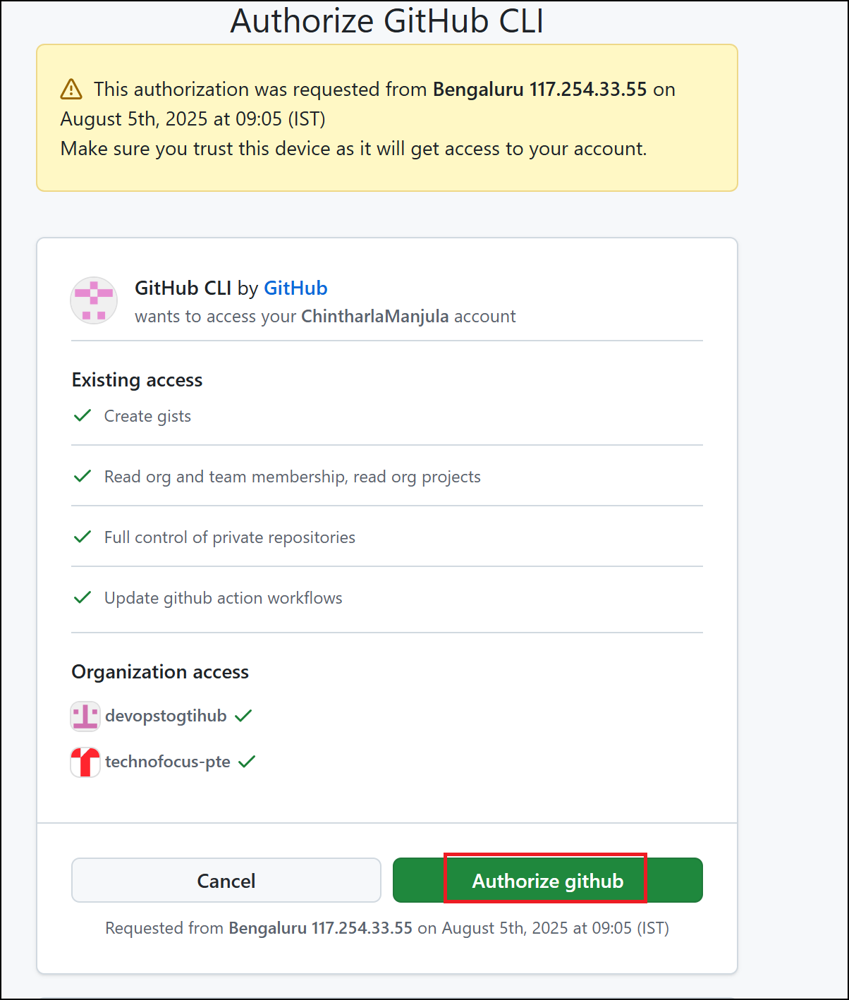 Authorize GitHub CLI
This authorization was requested from Bengaluru 117.254.33.55 on
August 5th, 2025 at 09:05 (IST)
Make sure you trust this device as it will get access to your account.
GitHub CLI by GitHub
wants to access your ChintharlaManjula account
Existing access
Create gists
Read org and team membership, read org projects
Full control of private repositories
Update github action workflows
Organization access
devopstogtihub
technofocus-pte
Cancel
Authorize github
Requested from Bengaluru 117.254.33.55 on August 5th, 2025 at 09:05 (IST)